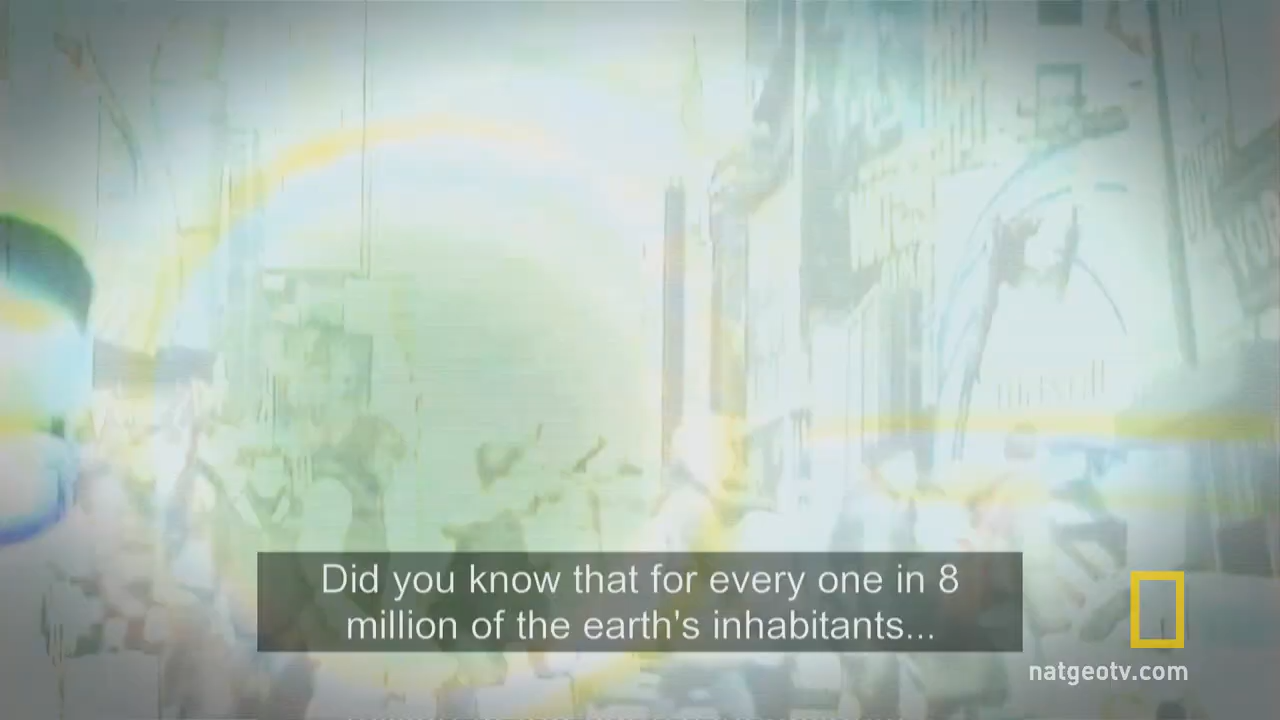 Did you know that for every one in 8
million of the earth's inhabitants...
natgeotv.com